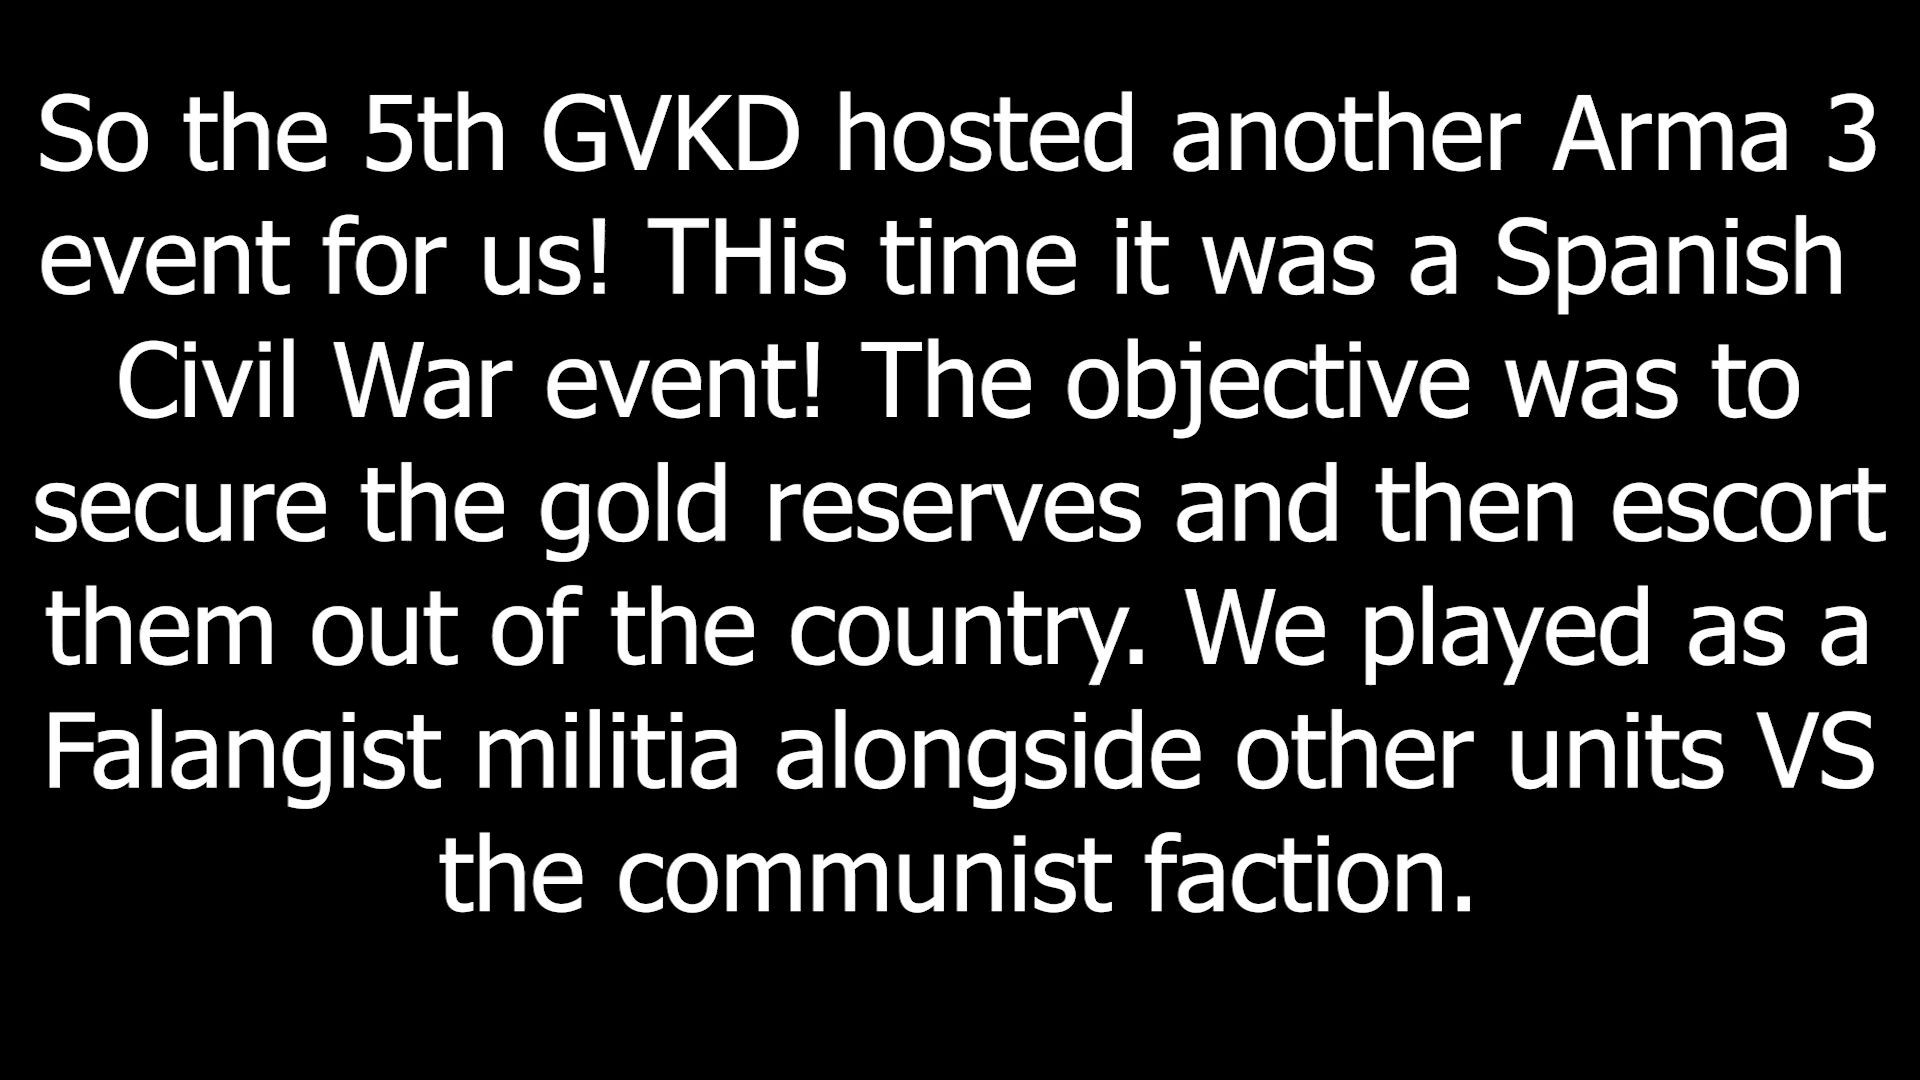 So the 5th GVKD hosted another Arma 3
event for us! THis time it was a Spanish
Civil War event! The objective was to
secure the gold reserves and then escort
them out of the country. We played as a
Falangist militia alongside other units VS
the communist faction.